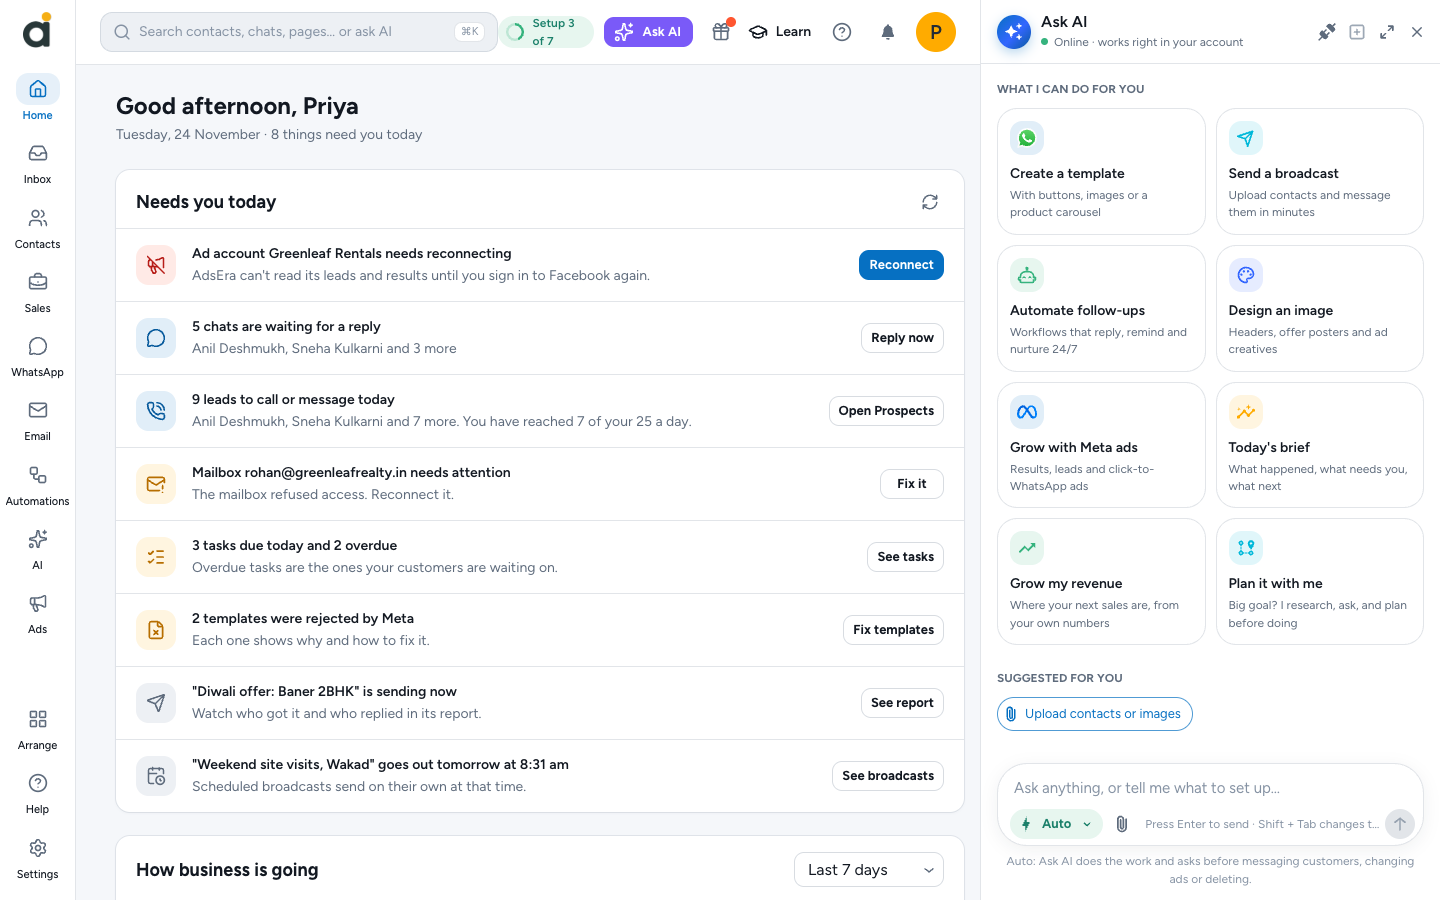 Search contacts, chats, pages... or ask AI
⌘K
Setup 3
of 7
Ask AI
Learn
P
Home
Inbox
Contacts
Sales
WhatsApp
Email
Automations
AI
Ads
Arrange
Help
Settings
Good afternoon, Priya
Tuesday, 24 November · 8 things need you today
Needs you today
Ad account Greenleaf Rentals needs reconnecting
AdsEra can't read its leads and results until you sign in to Facebook again.
Reconnect
5 chats are waiting for a reply
Anil Deshmukh, Sneha Kulkarni and 3 more
Reply now
9 leads to call or message today
Anil Deshmukh, Sneha Kulkarni and 7 more. You have reached 7 of your 25 a day.
Open Prospects
Mailbox rohan@greenleafrealty.in needs attention
The mailbox refused access. Reconnect it.
Fix it
3 tasks due today and 2 overdue
Overdue tasks are the ones your customers are waiting on.
See tasks
2 templates were rejected by Meta
Each one shows why and how to fix it.
Fix templates
"Diwali offer: Baner 2BHK" is sending now
Watch who got it and who replied in its report.
See report
"Weekend site visits, Wakad" goes out tomorrow at 8:31 am
Scheduled broadcasts send on their own at that time.
See broadcasts
How business is going
Last 7 days
Ask AI
Online · works right in your account
WHAT I CAN DO FOR YOU
Create a template
With buttons, images or a
product carousel
Send a broadcast
Upload contacts and message
them in minutes
Automate follow-ups
Workflows that reply, remind and
nurture 24/7
Design an image
Headers, offer posters and ad
creatives
Grow with Meta ads
Results, leads and click-to-
WhatsApp ads
Today's brief
What happened, what needs you,
what next
Grow my revenue
Where your next sales are, from
your own numbers
Plan it with me
Big goal? I research, ask, and plan
before doing
SUGGESTED FOR YOU
Upload contacts or images
Ask anything, or tell me what to set up...
Auto
Press Enter to send · Shift + Tab changes t...
Auto: Ask AI does the work and asks before messaging customers, changing
ads or deleting.